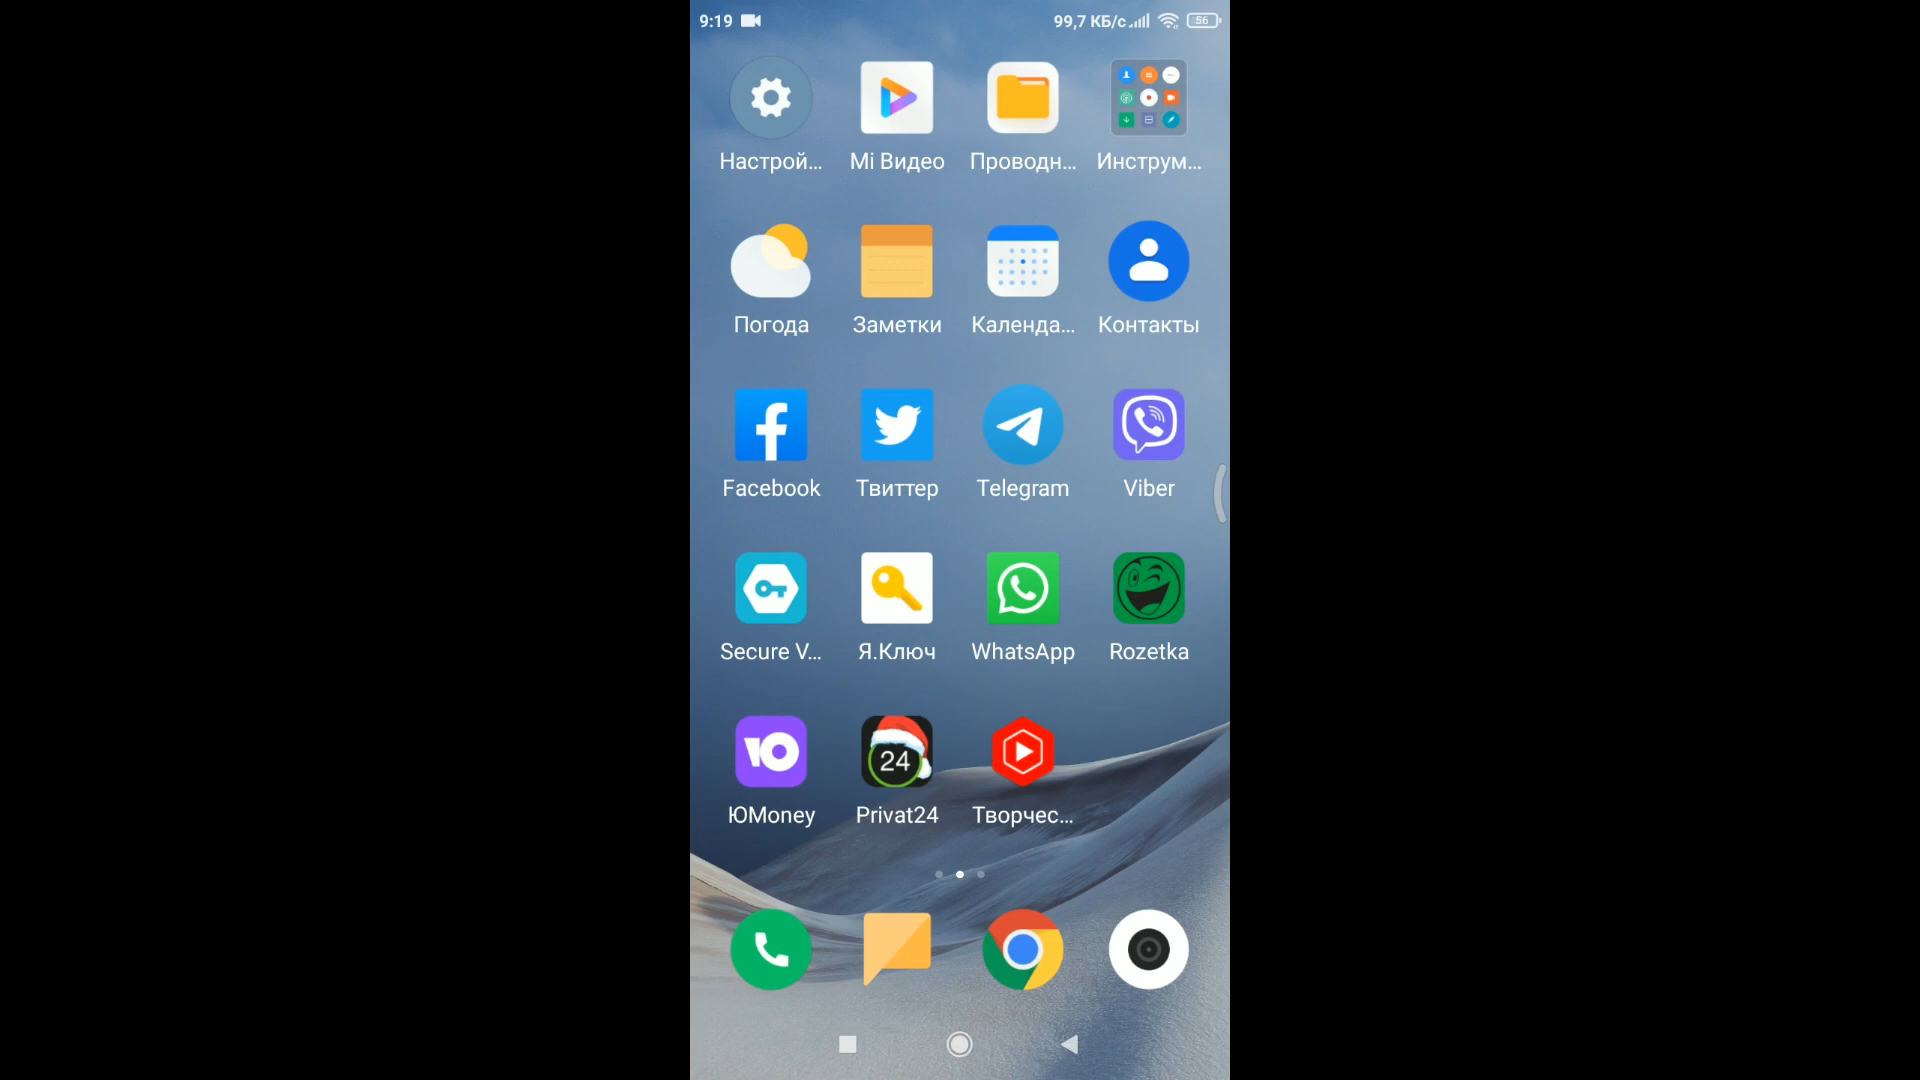 9:19 99,7 КБ/с 56
Настрой... Mi Видео Проводн... Инструм...
Погода Заметки Календа... Контакты
Facebook Твиттер Telegram Viber
Secure V... Я.Ключ WhatsApp Rozetka
24
ЮMoney Privat24 Творчес...